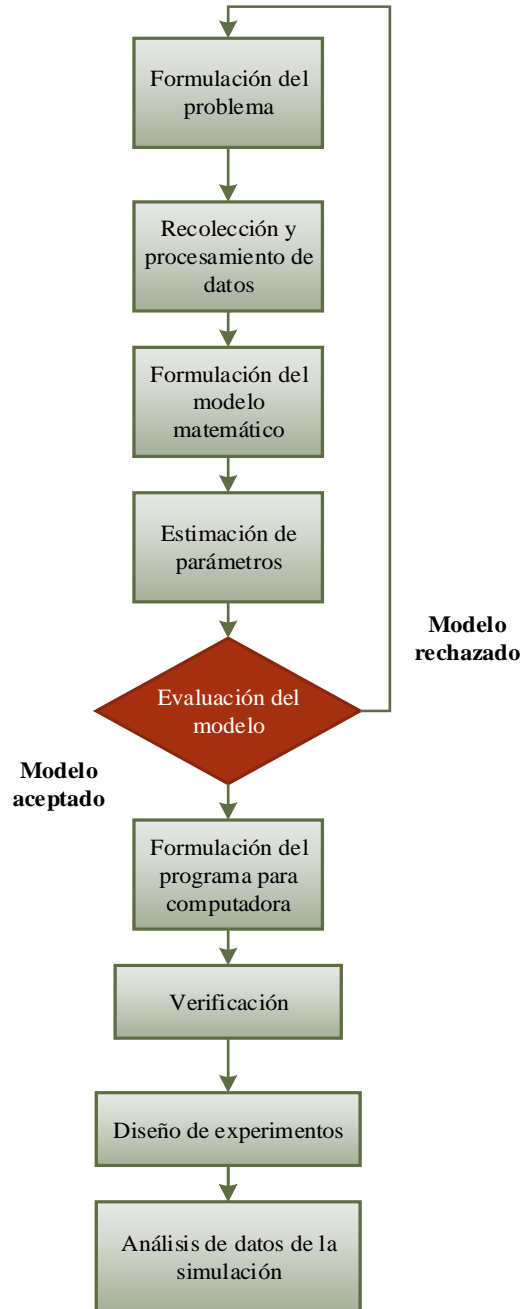 Formulación del
problema
Recolección y
procesamiento de
datos
Formulación del
modelo
matemático
Estimación de
parámetros
Modelo
rechazado
Evaluación del
modelo
Modelo
aceptado
Formulación del
programa para
computadora
Verificación
Diseño de experimentos
Análisis de datos de la
simulación